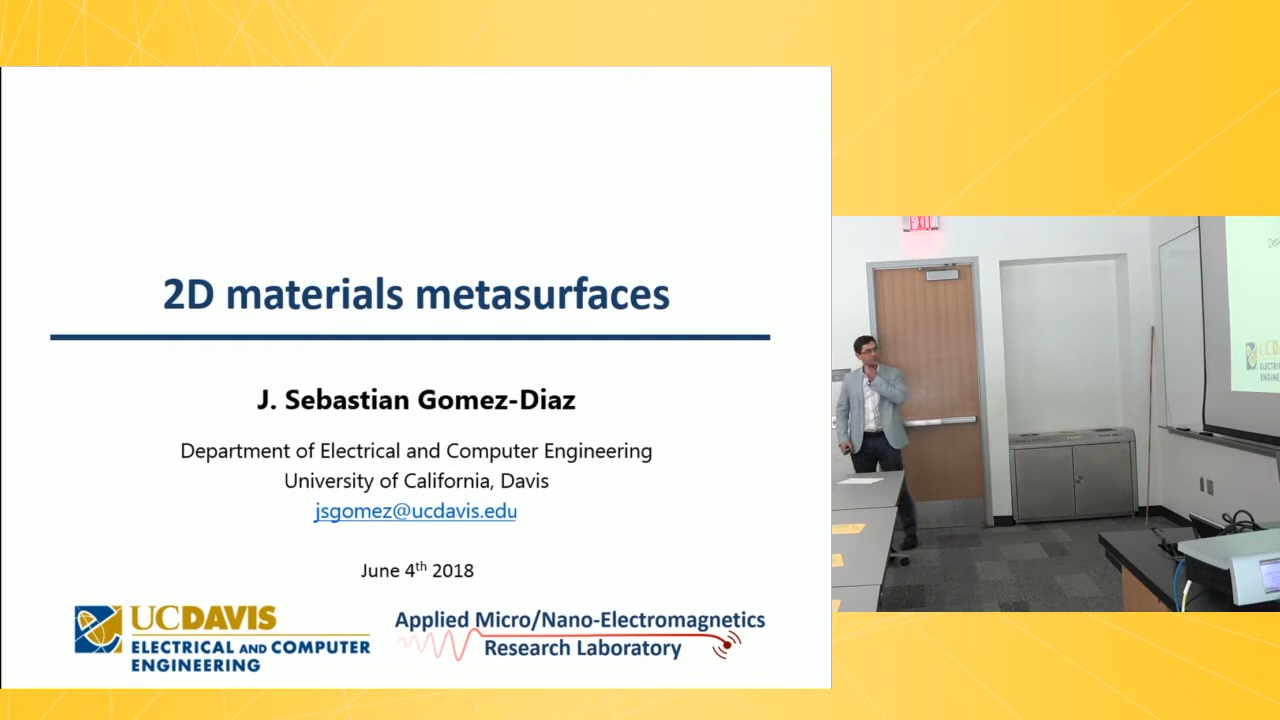 2D materials metasurfaces
J. Sebastian Gomez-Diaz
Department of Electrical and Computer Engineering
University of California, Davis
jsgomez@ucdavis.edu
June 4th 2018
UCDAVIS
ELECTRICAL AND COMPUTER
ENGINEERING
Applied Micro/Nano-Electromagnetics
Research Laboratory
EXIT